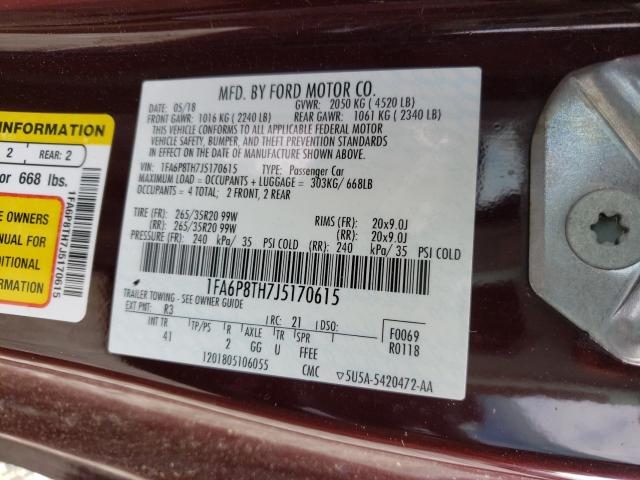 MFD. BY FORD MOTOR CO.
DATE: 05/18 GVWR: 2050 KG ( 4520 LB)
FRONT GAWR: 1016 KG ( 2240 LB) REAR GAWR: 1061 KG ( 2340 LB)
THIS VEHICLE CONFORMS TO ALL APPLICABLE FEDERAL MOTOR
VEHICLE SAFETY, BUMPER, AND THEFT PREVENTION STANDARDS
IN EFFECT ON THE DATE OF MANUFACTURE SHOWN ABOVE.
VIN: 1FA6P8TH7J5170615 TYPE: Passenger Car
MAXIMUM LOAD = OCCUPANTS + LUGGAGE = 303KG/ 668LB
OCCUPANTS = 4 TOTAL; 2 FRONT, 2 REAR
TIRE (FR): 265/35R20 99W RIMS (FR): 20x9.0J
(RR): 265/35R20 99W (RR): 20x9.0J
PRESSURE (FR): 240 kPa/ 35 PSI COLD (RR): 240 kPa/ 35 PSI COLD
1FA6P8TH7J5170615
TRAILER TOWING - SEE OWNER GUIDE
EXT PNT: R3 RC: 21 DSO:
INT TR TP/PS R AXLE TR SPR
41 2 GG U FFEE
F0069
R0118
1201805106055 CMC ▽5U5A-5420472-AA
INFORMATION
2 REAR: 2
or 668 lbs.
OWNERS
MANUAL FOR
ADDITIONAL
INFORMATION
1FA6P8TH7J5170615